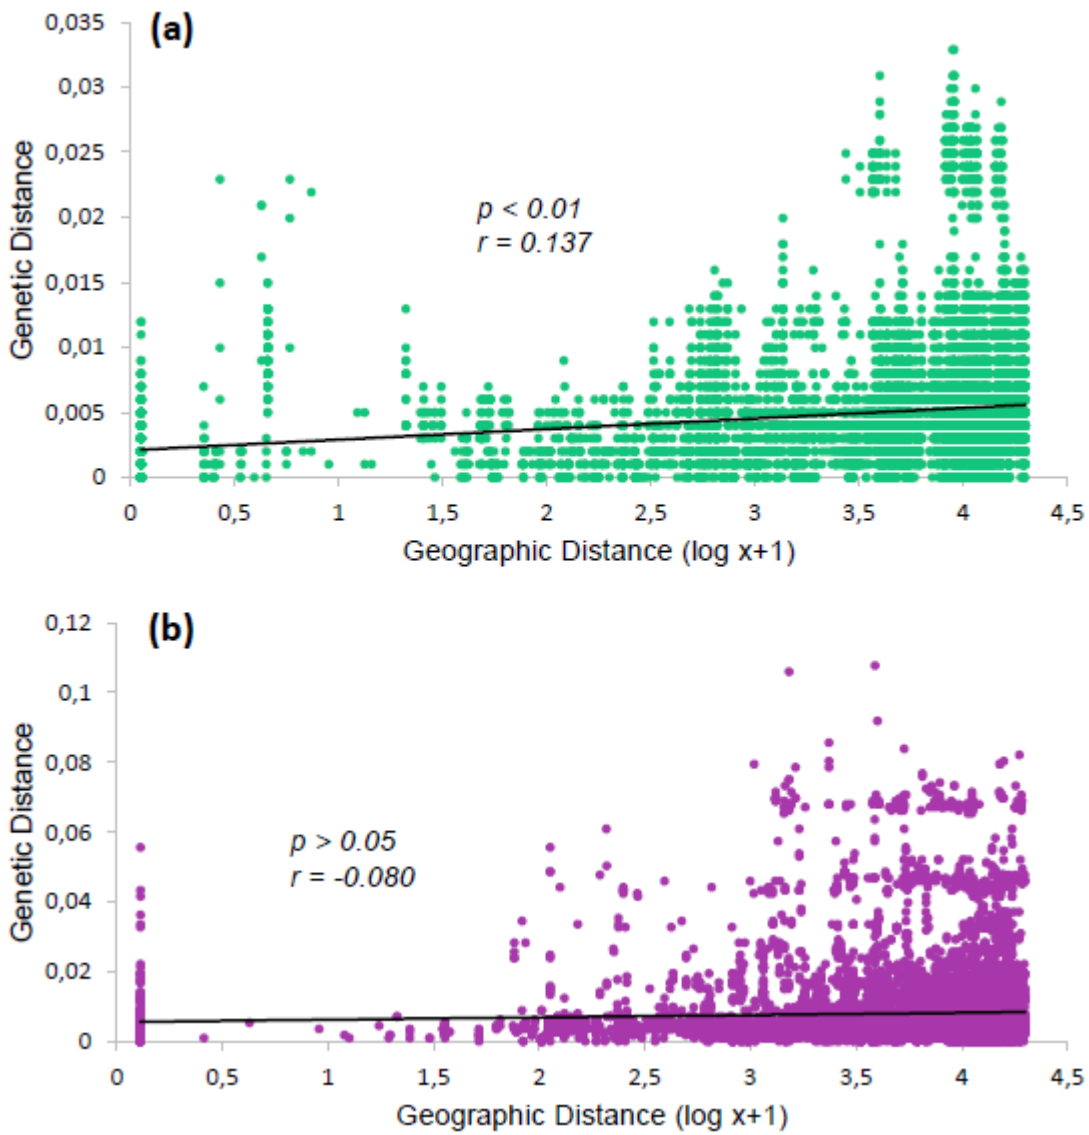 (a)
0,035
0,03
0,025
0,02
0,015
0,01
0,005
0
Genetic Distance
p < 0.01
r = 0.137
0 0,5 1 1,5 2 2,5 3 3,5 4 4,5
Geographic Distance (log x+1)
(b)
0,12
0,1
0,08
0,06
0,04
0,02
0
Genetic Distance
p > 0.05
r = -0.080
0 0,5 1 1,5 2 2,5 3 3,5 4 4,5
Geographic Distance (log x+1)